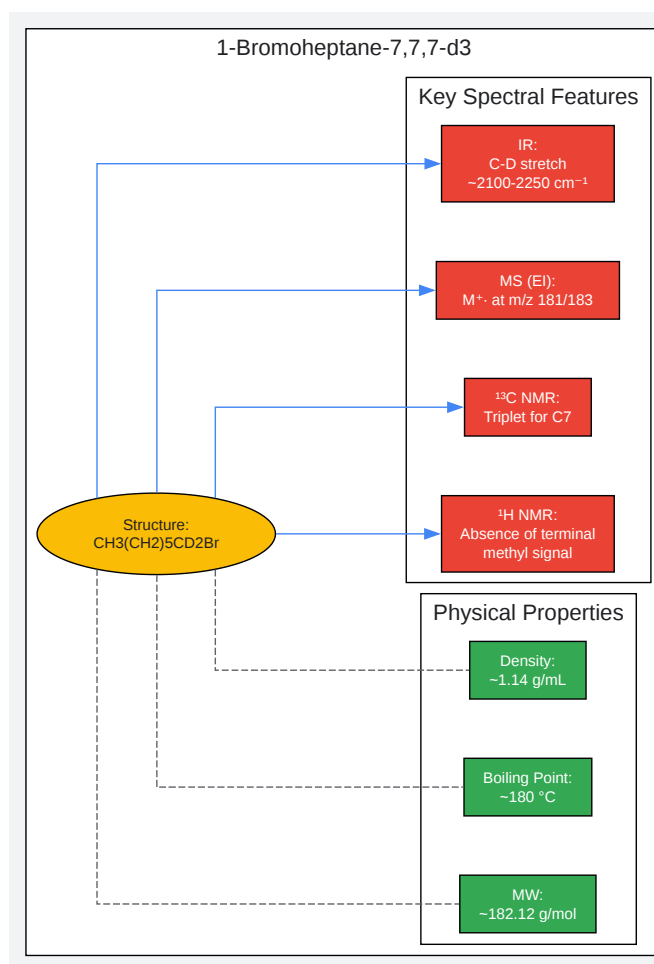 1-Bromoheptane-7,7,7-d3
Key Spectral Features
IR:
C-D stretch
~2100-2250 cm⁻¹
MS (EI):
M⁺· at m/z 181/183
¹³C NMR:
Triplet for C7
Structure:
CH3(CH2)5CD2Br
¹H NMR:
Absence of terminal
methyl signal
Physical Properties
Density:
~1.14 g/mL
Boiling Point:
~180 °C
MW:
~182.12 g/mol